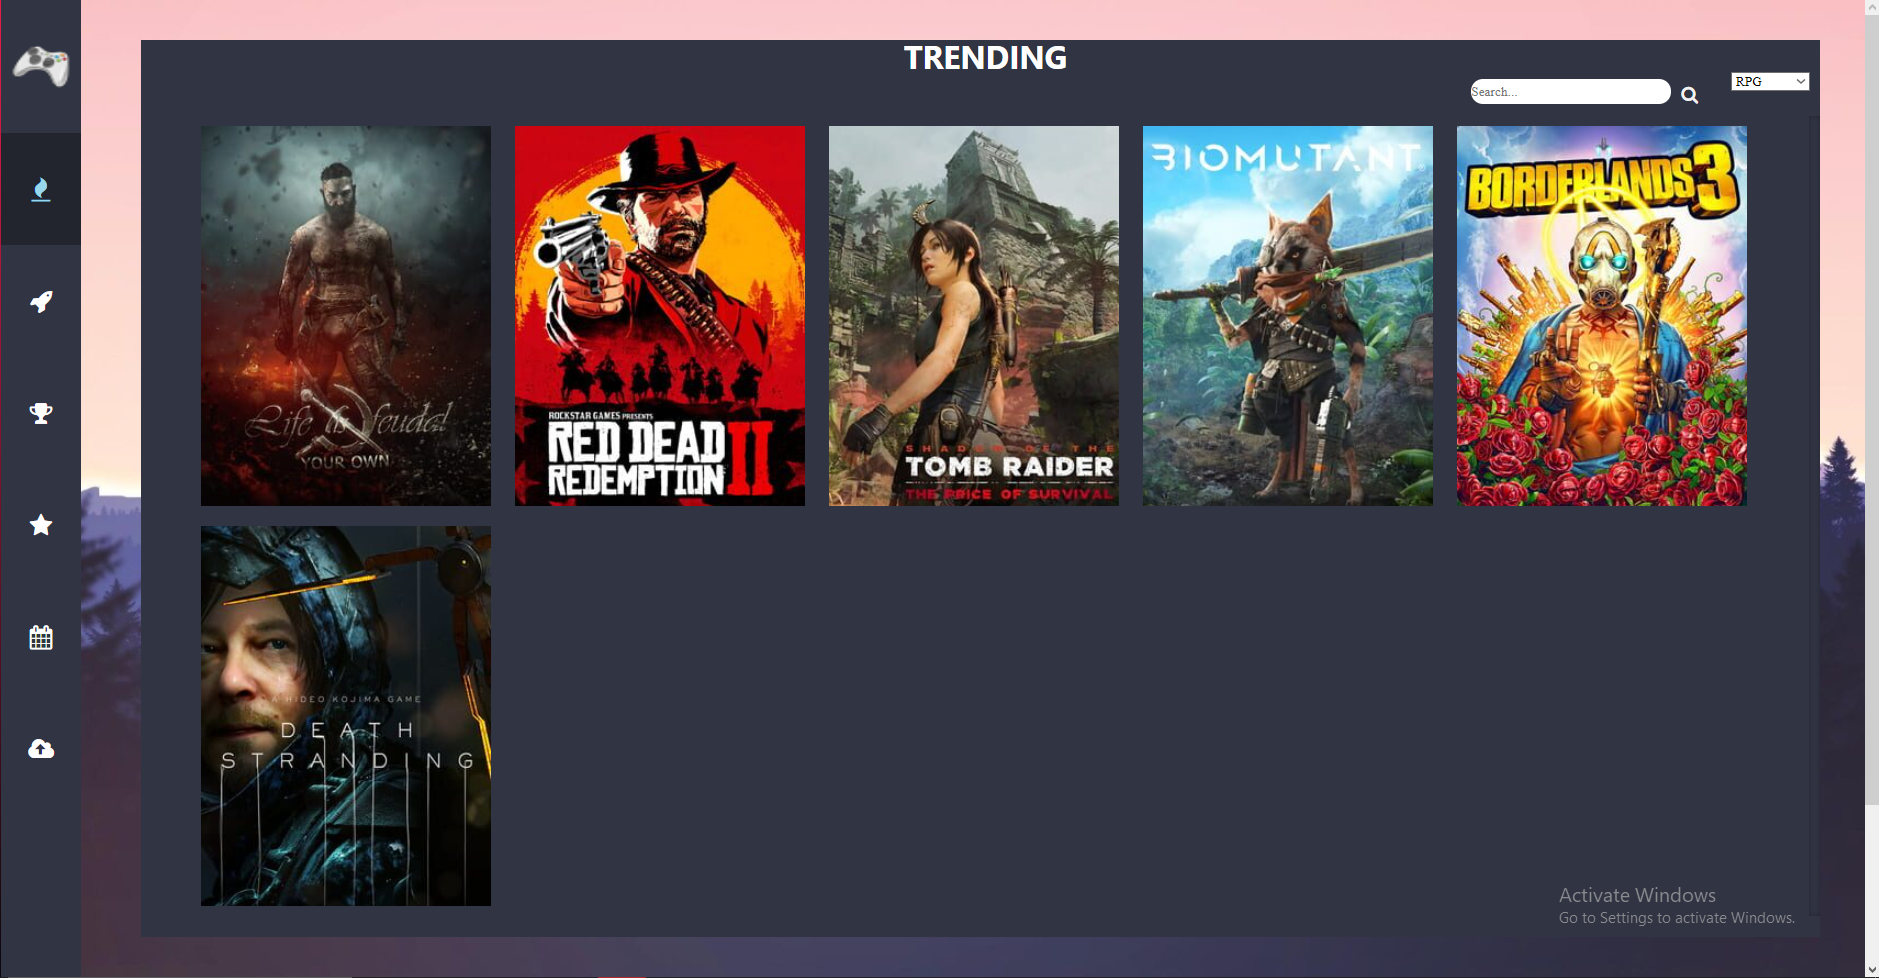 TRENDING
Search...
RPG
Life is feudal
YOUR OWN
ROCKSTAR GAMES PRESENTS
RED DEAD
REDEMPTION II
SHADOW OF THE
TOMB RAIDER
THE PRICE OF SURVIVAL
BIOMUTANT
BORDERLANDS 3
A HIDEO KOJIMA GAME
DEATH
STRANDING
Activate Windows
Go to Settings to activate Windows.